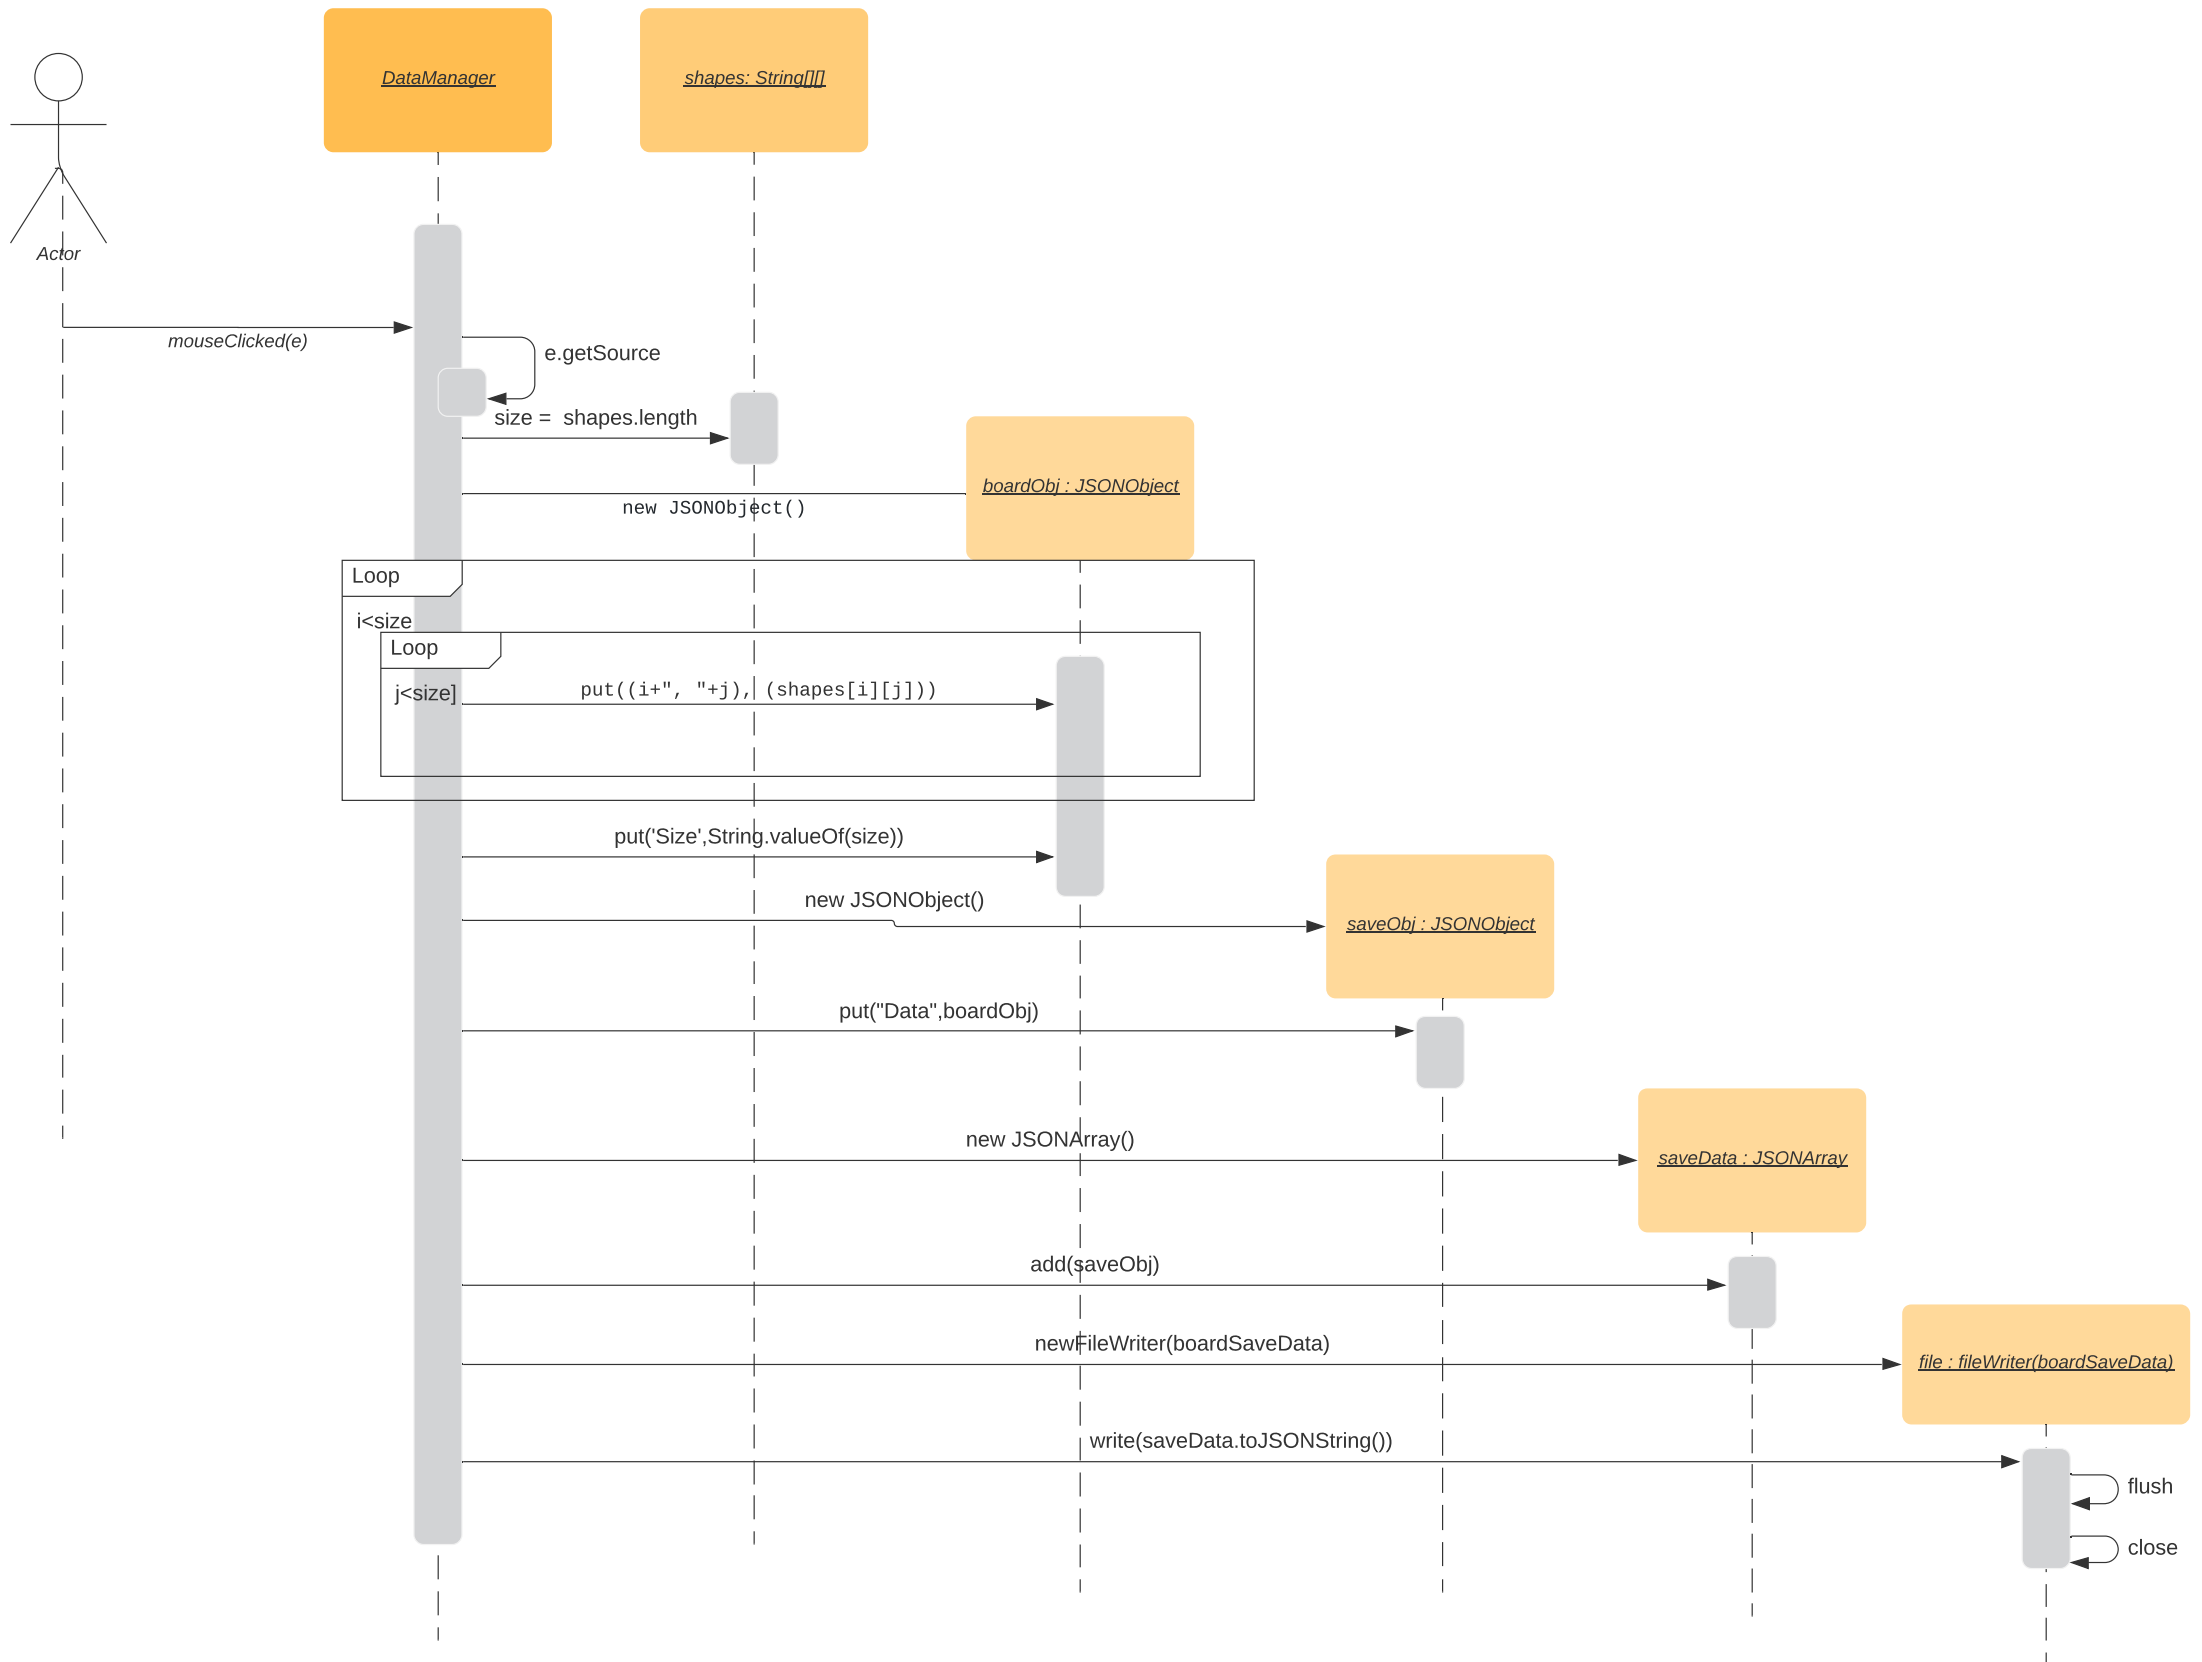 DataManager
shapes: String[][]
Actor
mouseClicked(e)
e.getSource
size =  shapes.length
boardObj : JSONObject
new JSONObject()
Loop
i<size
Loop
j<size]
put((i+", "+j), (shapes[i][j]))
put('Size',String.valueOf(size))
new JSONObject()
saveObj : JSONObject
put("Data",boardObj)
new JSONArray()
saveData : JSONArray
add(saveObj)
newFileWriter(boardSaveData)
file : fileWriter(boardSaveData)
write(saveData.toJSONString())
flush
close